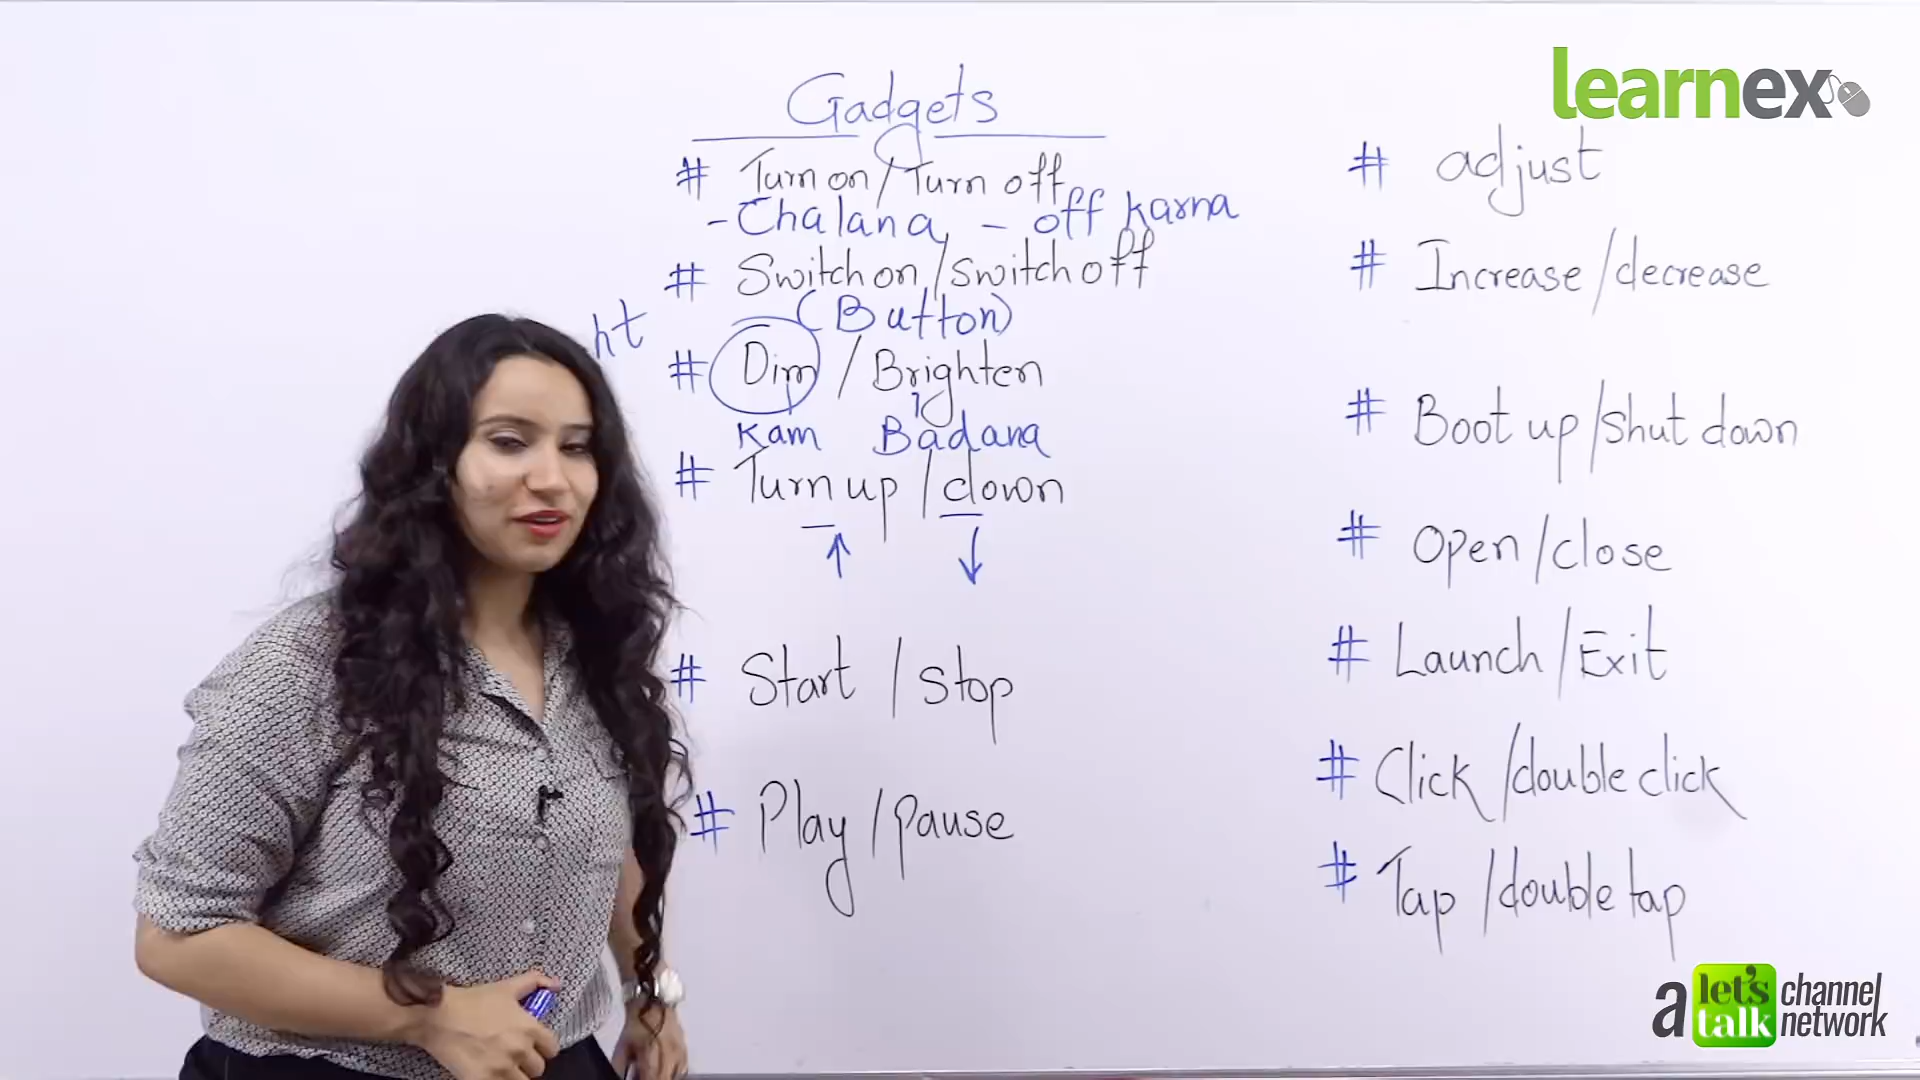 Gadgets
# Turn on / Turn off
- Chalana - off karna
# Switch on / switch off
(Button)
ht
# Dim / Brighten
Kam Badana
# Turn up / down
# Start / stop
# Play / pause
# adjust
# Increase / decrease
# Boot up / shut down
# Open / close
# Launch / Exit
# Click / double click
# Tap / double tap
learnex
a let's talk channel network